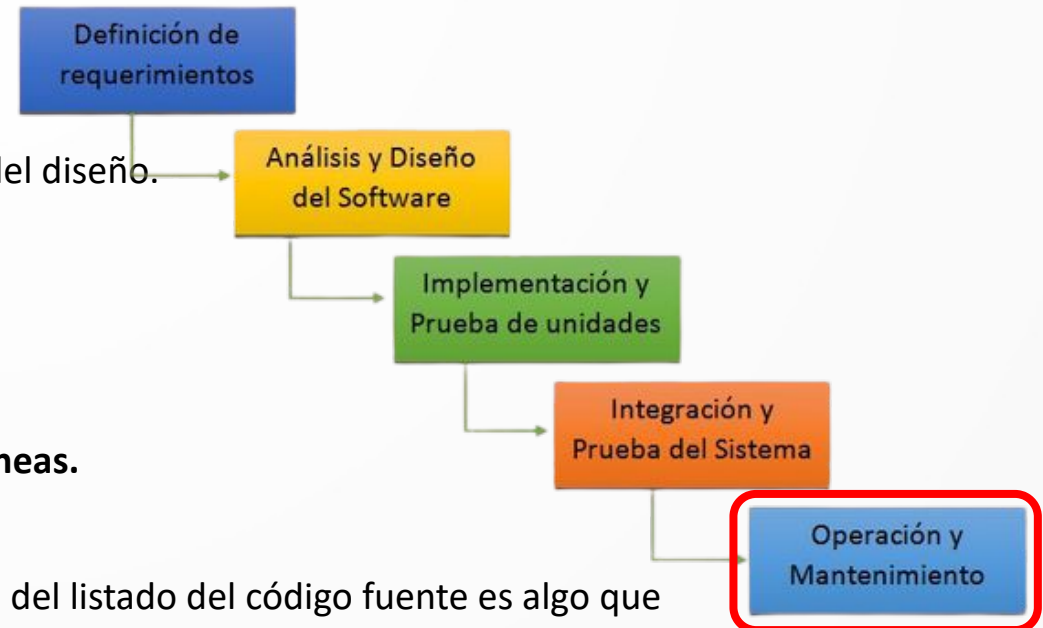 Definición de
requerimientos
del diseño.
Análisis y Diseño
del Software
Implementación y
Prueba de unidades
Integración y
Prueba del Sistema
neas.
Operación y
Mantenimiento
del listado del código fuente es algo que